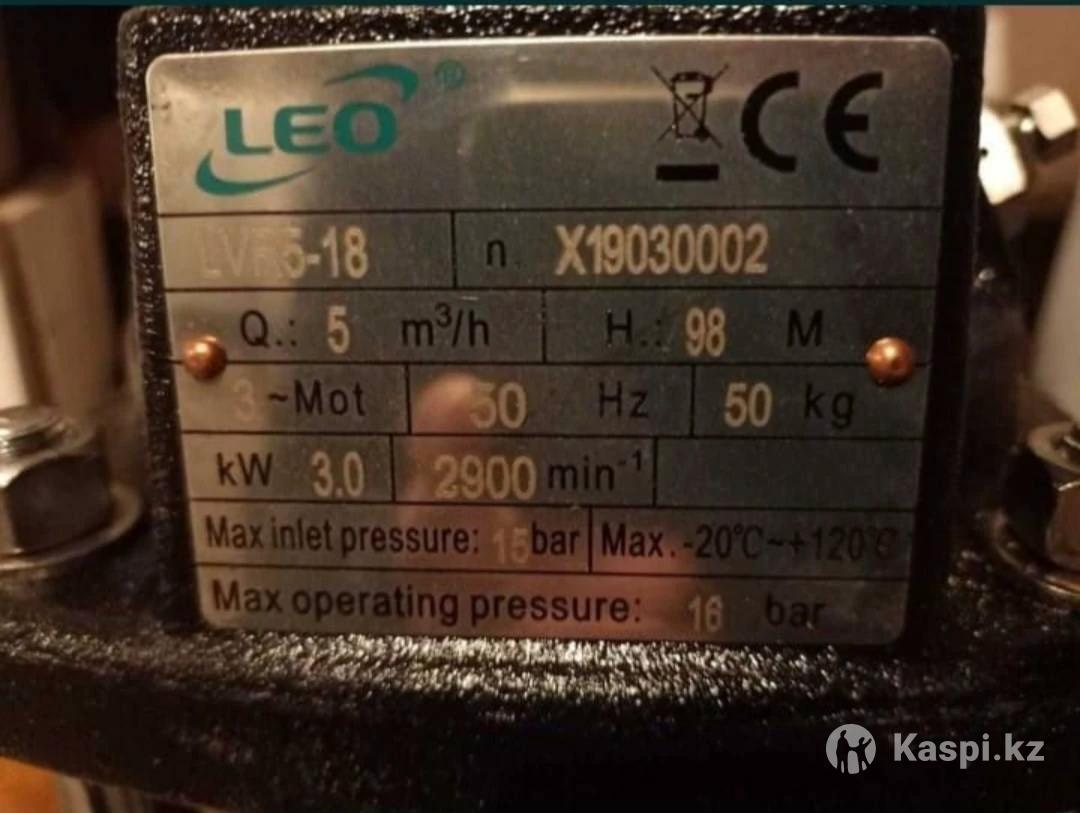 LEO ®
CE
LVR5-18 n X19030002
Q.: 5 m³/h H.: 98 M
3 ~Mot 50 Hz 50 kg
kW 3.0 2900 min⁻¹
Max inlet pressure: 15 bar Max. -20℃~+120℃
Max operating pressure: 16 bar
Kaspi.kz